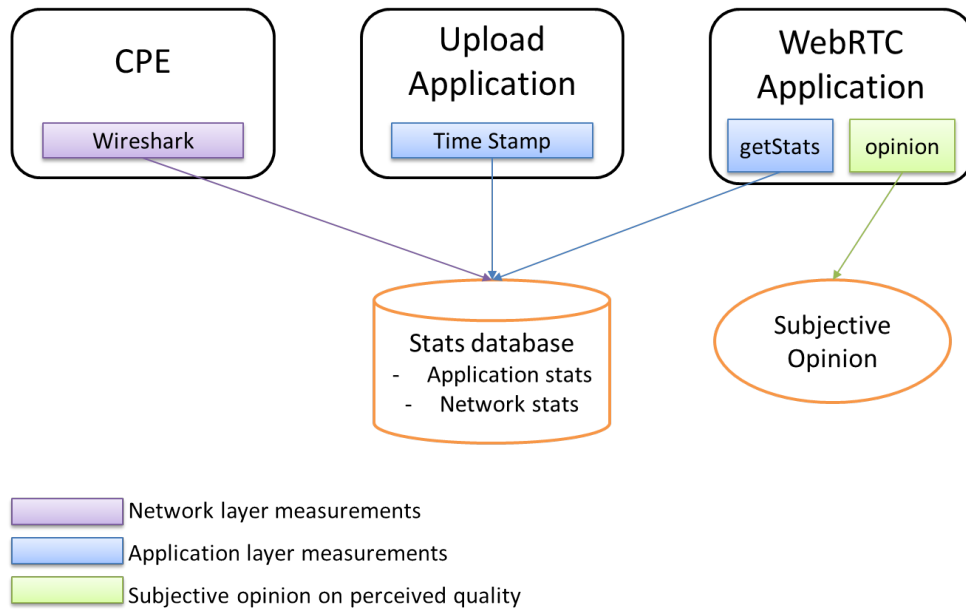 CPE
Wireshark
Upload
Application
Time Stamp
WebRTC
Application
getStats
opinion
Stats database
- Application stats
- Network stats
Subjective
Opinion
Network layer measurements
Application layer measurements
Subjective opinion on perceived quality